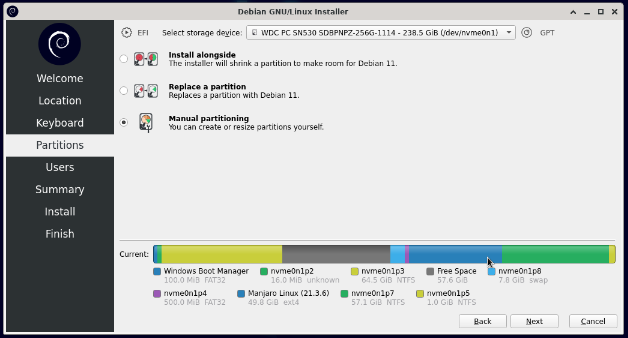 Debian GNU/Linux Installer
EFI Select storage device: WDC PC SN530 SDBPNPZ-256G-1114 - 238.5 GiB (/dev/nvme0n1) GPT
Welcome
Location
Keyboard
Partitions
Users
Summary
Install
Finish
Install alongside
The installer will shrink a partition to make room for Debian 11.
Replace a partition
Replaces a partition with Debian 11.
Manual partitioning
You can create or resize partitions yourself.
Current:
Windows Boot Manager nvme0n1p2 nvme0n1p3 Free Space nvme0n1p8
100.0 MiB FAT32 16.0 MiB unknown 64.5 GiB NTFS 57.6 GiB 7.8 GiB swap
nvme0n1p4 Manjaro Linux (21.3.6) nvme0n1p7 nvme0n1p5
500.0 MiB FAT32 49.8 GiB ext4 57.1 GiB NTFS 1.0 GiB NTFS
Back Next Cancel